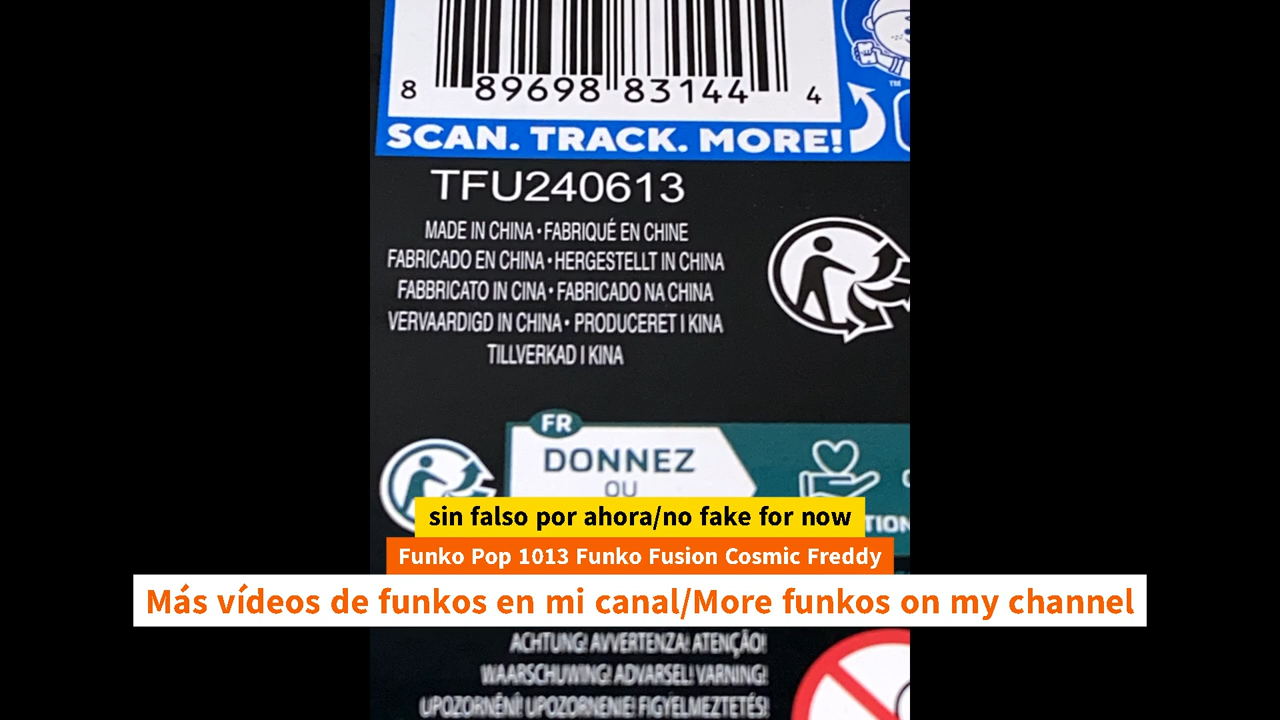 8 89698 83144 4
SCAN. TRACK. MORE!
TM
TFU240613
MADE IN CHINA • FABRIQUÉ EN CHINE
FABRICADO EN CHINA • HERGESTELLT IN CHINA
FABBRICATO IN CINA • FABRICADO NA CHINA
VERVAARDIGD IN CHINA • PRODUCERET I KINA
TILLVERKAD I KINA
FR
DONNEZ
OU
sin falso por ahora/no fake for now
Funko Pop 1013 Funko Fusion Cosmic Freddy
Más vídeos de funkos en mi canal/More funkos on my channel
ACHTUNG! AVVERTENZA! ATENÇÃO!
WAARSCHUWING! ADVARSEL! VARNING!
UPOZORNĚNÍ! UPOZORNENIE! FIGYELMEZTETÉS!